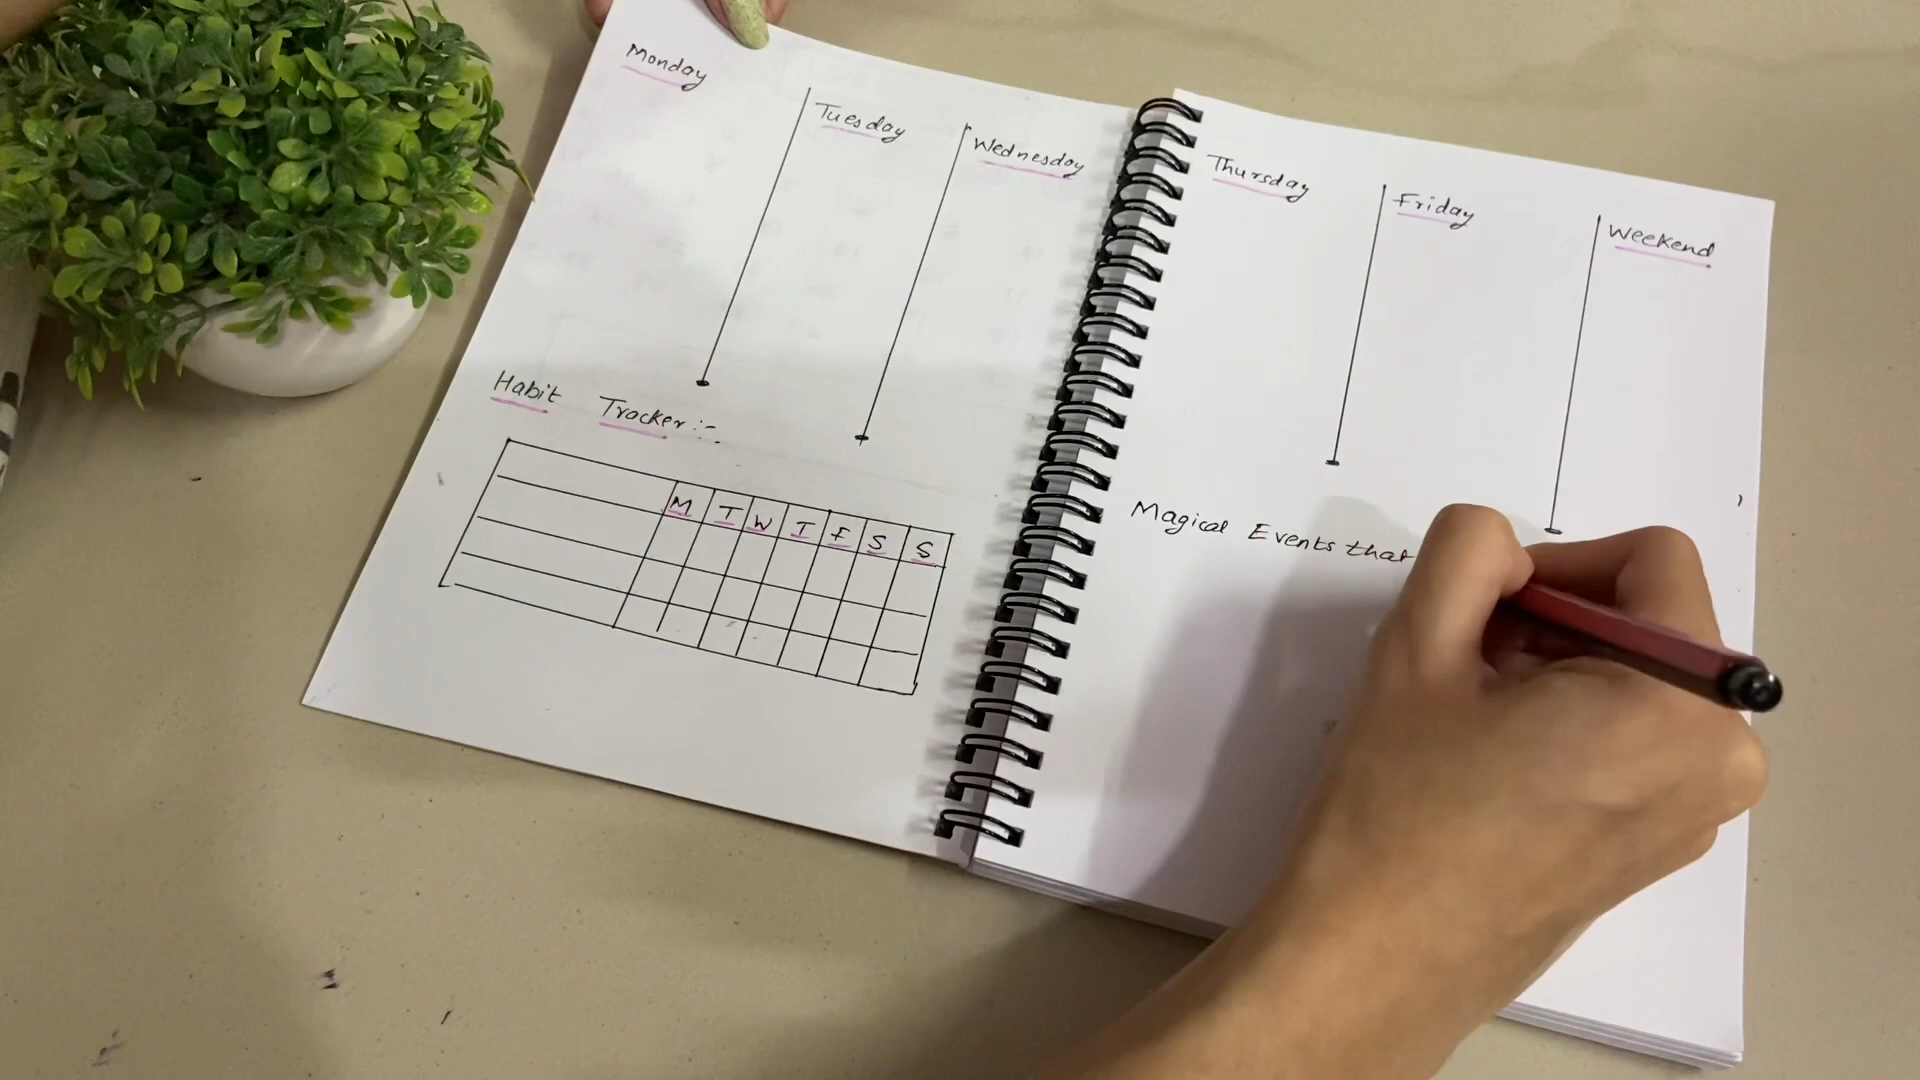 Monday
Tuesday
Wednesday
Habit Tracker :-
M T W T F S S
Thursday
Friday
Weekend
Magical Events that